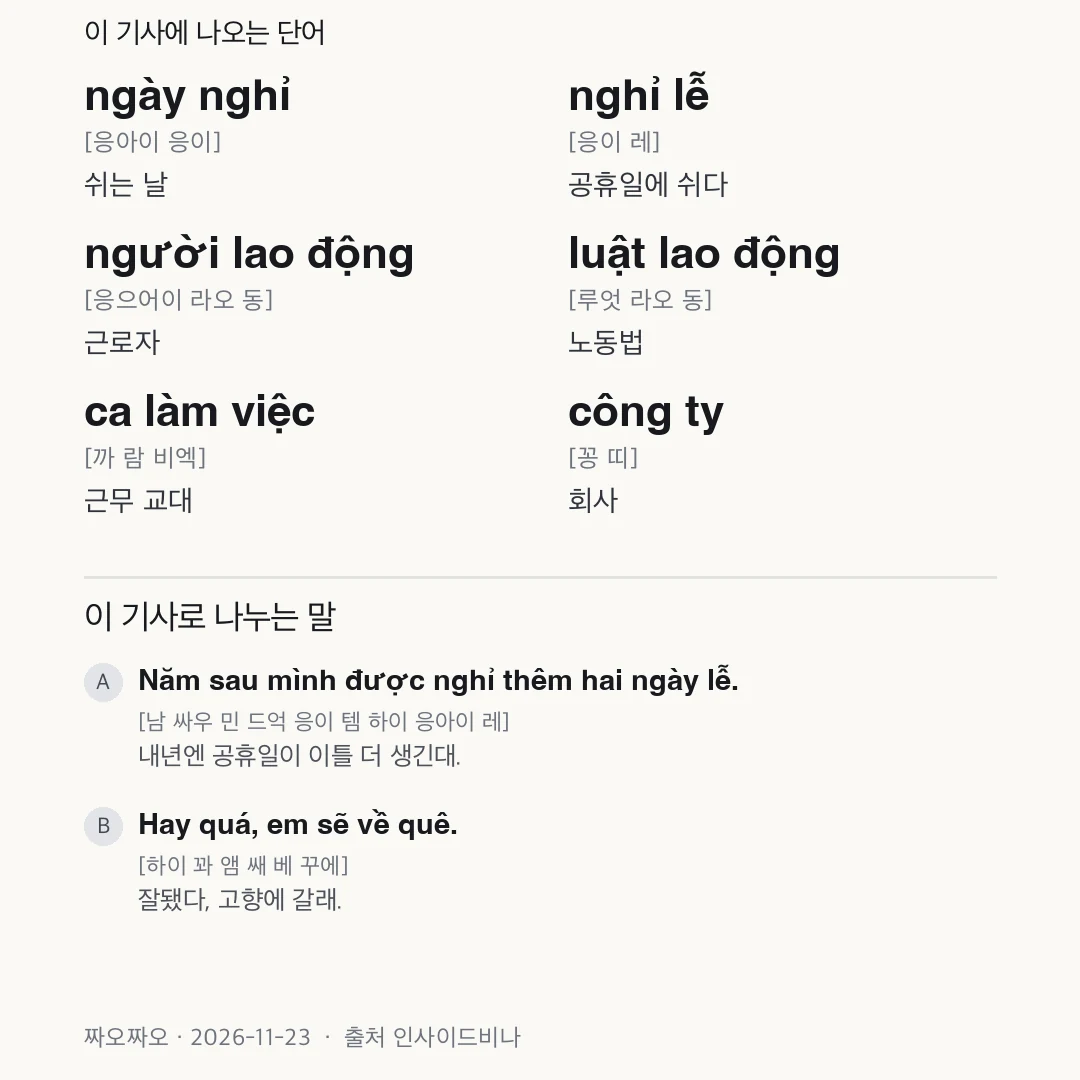 이 기사에 나오는 단어
ngày nghỉ
[응아이 응이]
쉬는 날
nghỉ lễ
[응이 레]
공휴일에 쉬다
người lao động
[응으어이 라오 동]
근로자
luật lao động
[루엇 라오 동]
노동법
ca làm việc
[까 람 비엑]
근무 교대
công ty
[꽁 띠]
회사
이 기사로 나누는 말
A
Năm sau mình được nghỉ thêm hai ngày lễ.
[남 싸우 민 드억 응이 템 하이 응아이 레]
내년엔 공휴일이 이틀 더 생긴대.
B
Hay quá, em sẽ về quê.
[하이 꽈 앰 쌔 베 꾸에]
잘됐다, 고향에 갈래.
짜오짜오 · 2026-11-23 · 출처 인사이드비나